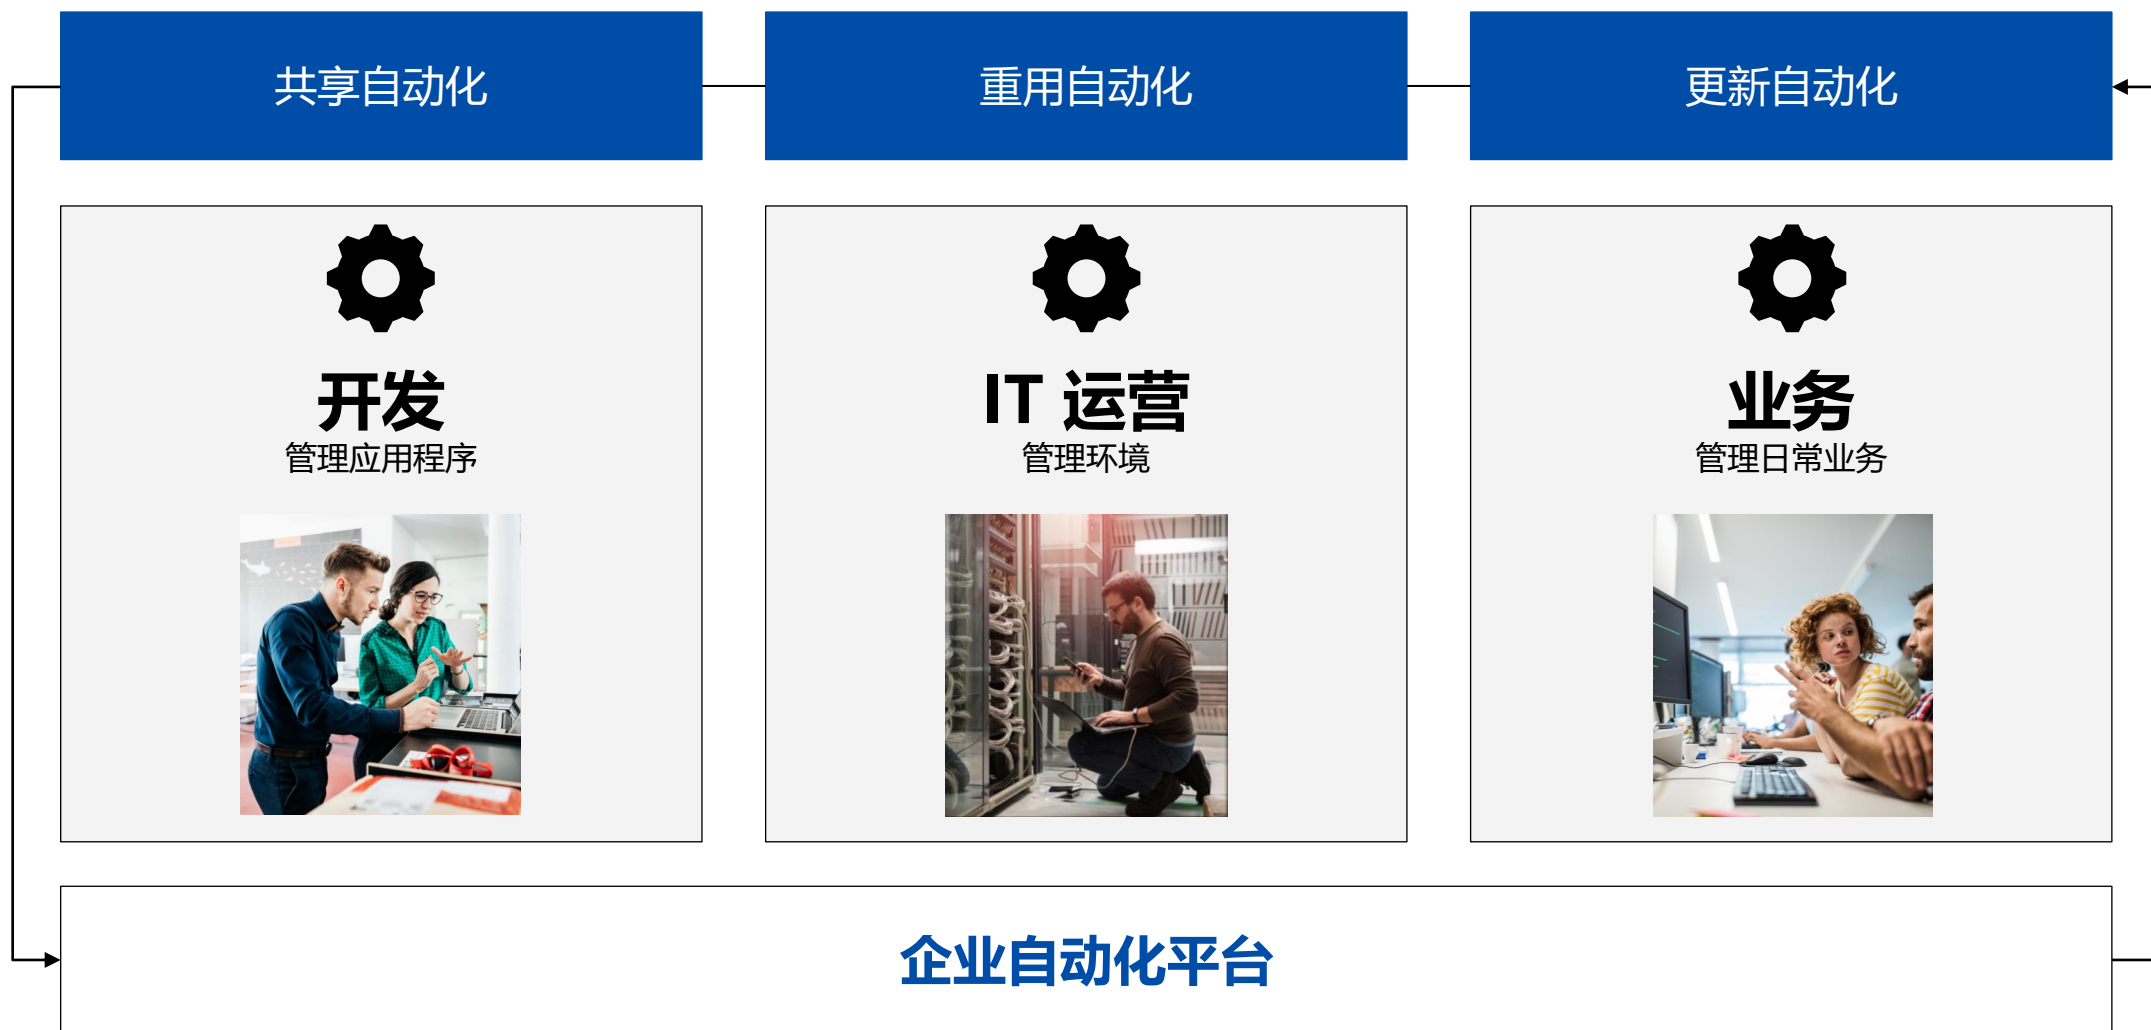 共享自动化
重用自动化
更新自动化
开发
管理应用程序
IT 运营
管理环境
业务
管理日常业务
企业自动化平台